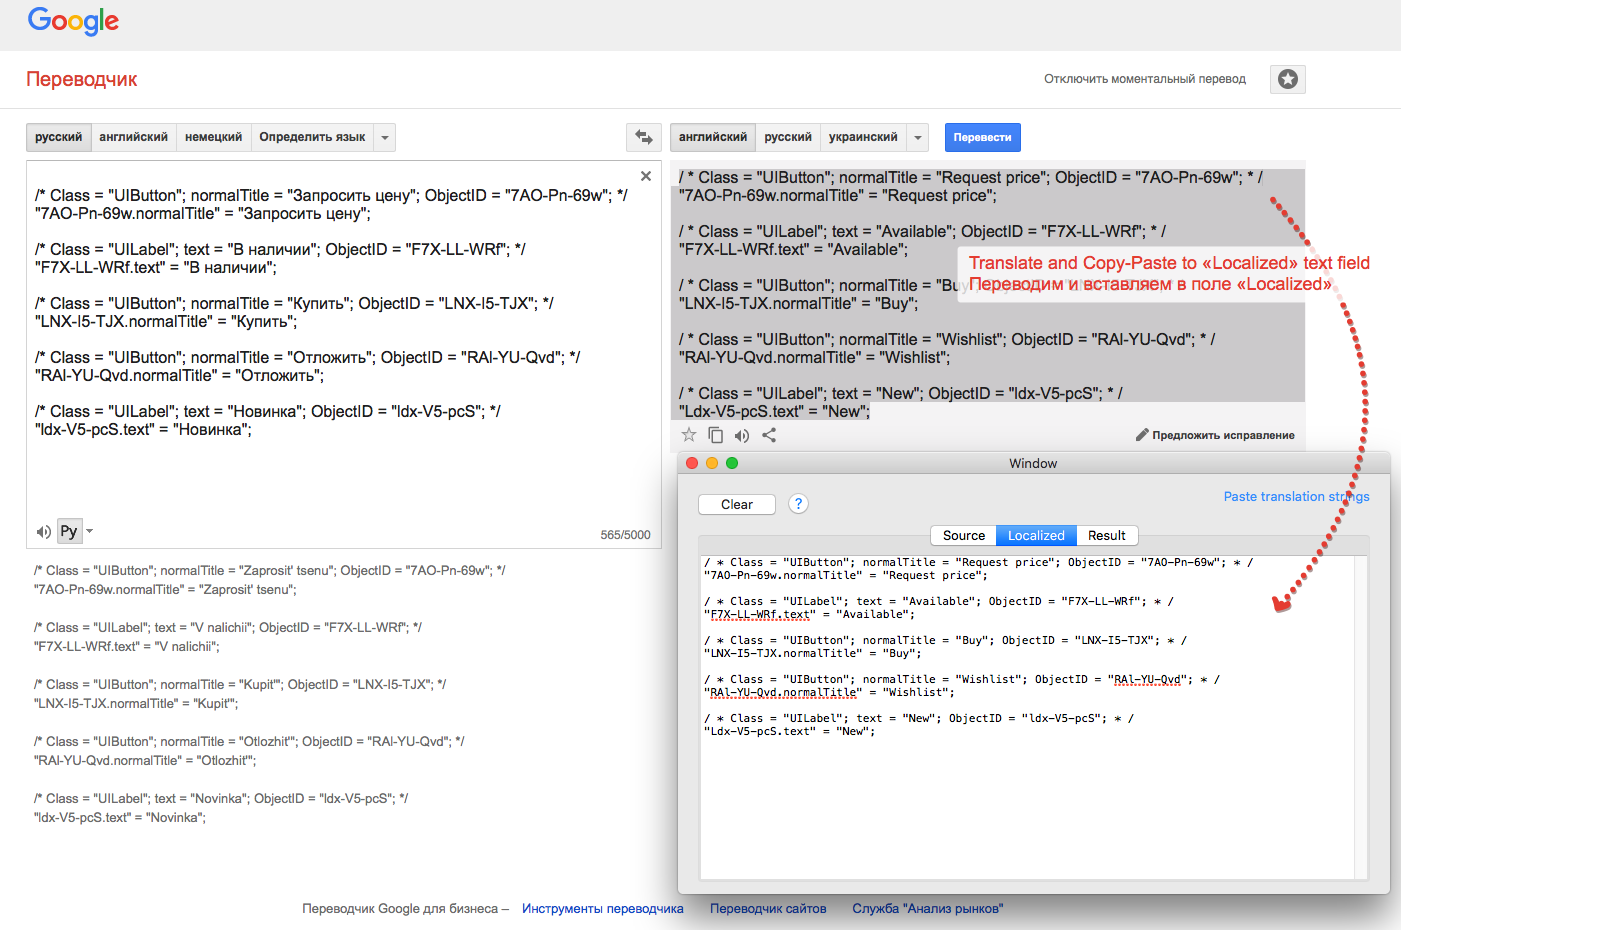 Google
Переводчик
Отключить моментальный перевод
русский английский немецкий Определить язык
английский русский украинский
Перевести
/* Class = "UIButton"; normalTitle = "Запросить цену"; ObjectID = "7AO-Pn-69w"; */
"7AO-Pn-69w.normalTitle" = "Запросить цену";
/* Class = "UILabel"; text = "В наличии"; ObjectID = "F7X-LL-WRf"; */
"F7X-LL-WRf.text" = "В наличии";
/* Class = "UIButton"; normalTitle = "Купить"; ObjectID = "LNX-I5-TJX"; */
"LNX-I5-TJX.normalTitle" = "Купить";
/* Class = "UIButton"; normalTitle = "Отложить"; ObjectID = "RAl-YU-Qvd"; */
"RAl-YU-Qvd.normalTitle" = "Отложить";
/* Class = "UILabel"; text = "Новинка"; ObjectID = "ldx-V5-pcS"; */
"ldx-V5-pcS.text" = "Новинка";
Ру
565/5000
/* Class = "UIButton"; normalTitle = "Zaprosit' tsenu"; ObjectID = "7AO-Pn-69w"; */
"7AO-Pn-69w.normalTitle" = "Zaprosit' tsenu";
/* Class = "UILabel"; text = "V nalichii"; ObjectID = "F7X-LL-WRf"; */
"F7X-LL-WRf.text" = "V nalichii";
/* Class = "UIButton"; normalTitle = "Kupit'"; ObjectID = "LNX-I5-TJX"; */
"LNX-I5-TJX.normalTitle" = "Kupit'";
/* Class = "UIButton"; normalTitle = "Otlozhit'"; ObjectID = "RAl-YU-Qvd"; */
"RAl-YU-Qvd.normalTitle" = "Otlozhit'";
/* Class = "UILabel"; text = "Novinka"; ObjectID = "ldx-V5-pcS"; */
"ldx-V5-pcS.text" = "Novinka";
/ * Class = "UIButton"; normalTitle = "Request price"; ObjectID = "7AO-Pn-69w"; * /
"7AO-Pn-69w.normalTitle" = "Request price";
/ * Class = "UILabel"; text = "Available"; ObjectID = "F7X-LL-WRf"; * /
"F7X-LL-WRf.text" = "Available";
/ * Class = "UIButton"; normalTitle = "Bu
"LNX-I5-TJX.normalTitle" = "Buy";
/ * Class = "UIButton"; normalTitle = "Wishlist"; ObjectID = "RAl-YU-Qvd"; * /
"RAl-YU-Qvd.normalTitle" = "Wishlist";
/ * Class = "UILabel"; text = "New"; ObjectID = "ldx-V5-pcS"; * /
"Ldx-V5-pcS.text" = "New";
Translate and Copy-Paste to «Localized» text field
Переводим и вставляем в поле «Localized»
Предложить исправление
Window
Clear
?
Paste translation strings
Source Localized Result
/ * Class = "UIButton"; normalTitle = "Request price"; ObjectID = "7AO-Pn-69w"; * /
"7AO-Pn-69w.normalTitle" = "Request price";
/ * Class = "UILabel"; text = "Available"; ObjectID = "F7X-LL-WRf"; * /
"F7X-LL-WRf.text" = "Available";
/ * Class = "UIButton"; normalTitle = "Buy"; ObjectID = "LNX-I5-TJX"; * /
"LNX-I5-TJX.normalTitle" = "Buy";
/ * Class = "UIButton"; normalTitle = "Wishlist"; ObjectID = "RAl-YU-Qvd"; * /
"RAl-YU-Qvd.normalTitle" = "Wishlist";
/ * Class = "UILabel"; text = "New"; ObjectID = "ldx-V5-pcS"; * /
"Ldx-V5-pcS.text" = "New";
Переводчик Google для бизнеса – Инструменты переводчика Переводчик сайтов Служба "Анализ рынков"